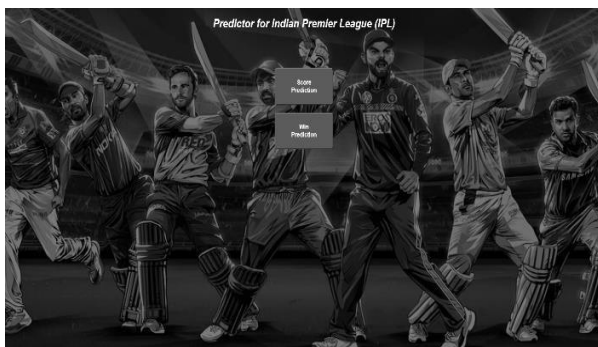 Predictor for Indian Premier League (IPL)
Score
Prediction
Win
Prediction